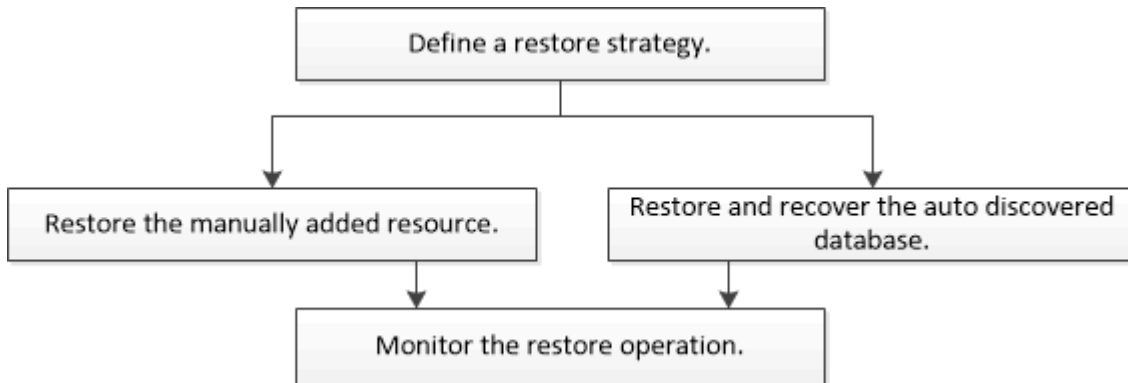 Define a restore strategy.
Restore the manually added resource.
Restore and recover the auto discovered
database.
Monitor the restore operation.